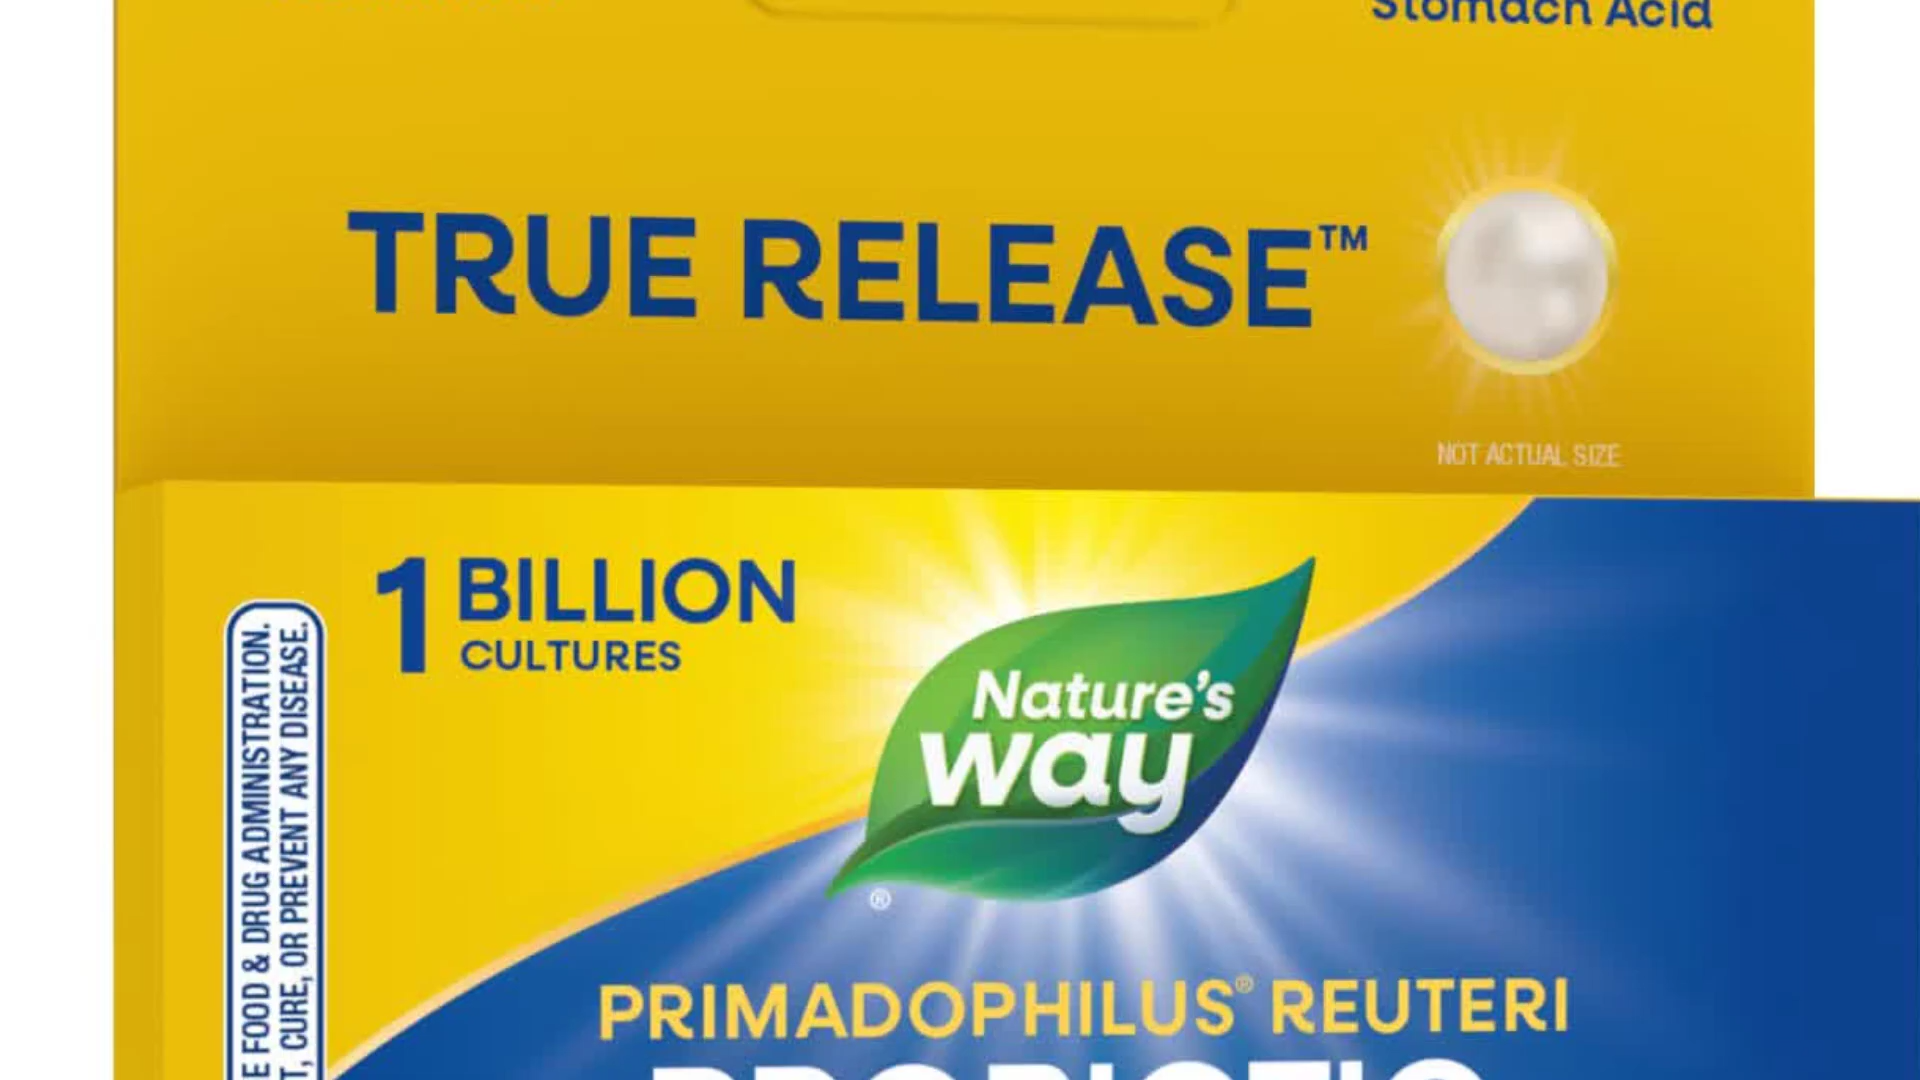 Stomach Acid
TRUE RELEASE™
NOT ACTUAL SIZE
1 BILLION
CULTURES
Nature's
way
®
PRIMADOPHILUS® REUTERI
PROBIOTIC
FOOD & DRUG ADMINISTRATION.
CURE, OR PREVENT ANY DISEASE.